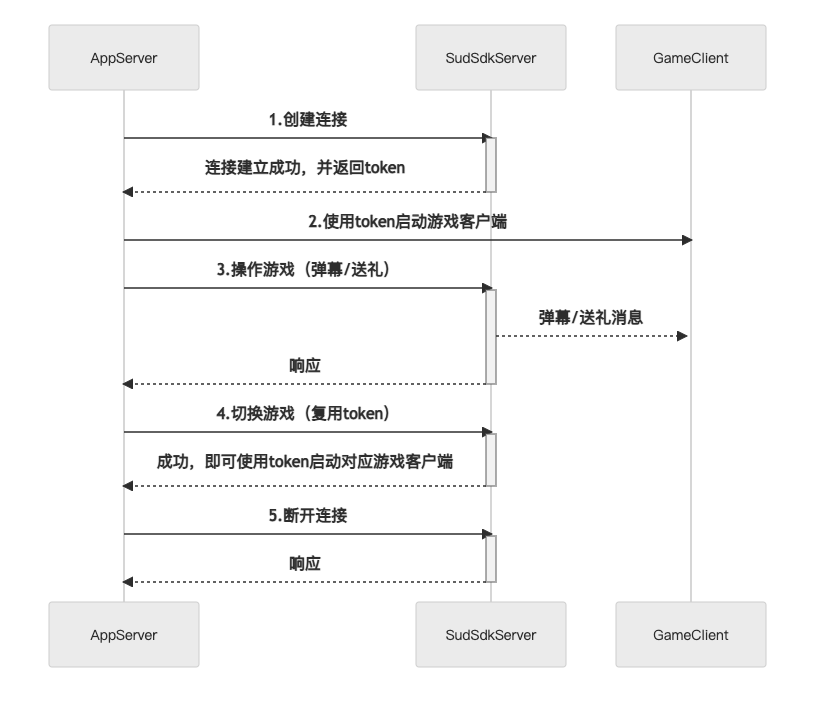 AppServer
SudSdkServer
GameClient
1.创建连接
连接建立成功，并返回token
2.使用token启动游戏客户端
3.操作游戏（弹幕/送礼）
弹幕/送礼消息
响应
4.切换游戏（复用token）
成功，即可使用token启动对应游戏客户端
5.断开连接
响应
AppServer
SudSdkServer
GameClient